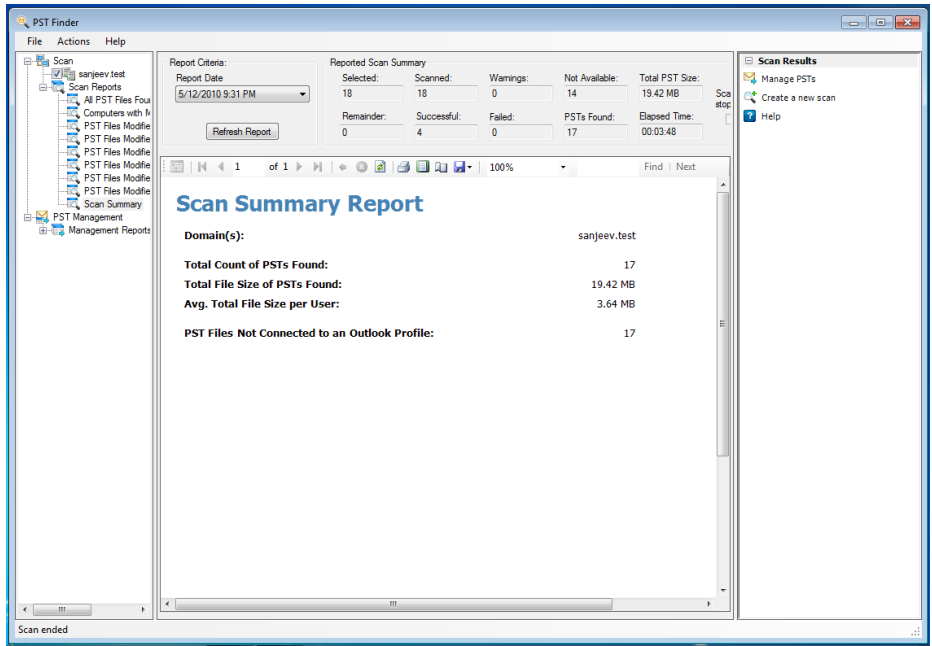 PST Finder
File Actions Help
Scan
sanjeev.test
Scan Reports
All PST Files Four
Computers with M
PST Files Modifie
PST Files Modifie
PST Files Modifie
PST Files Modifie
PST Files Modifie
PST Files Modifie
Scan Summary
PST Management
Management Reports
Report Criteria:
Report Date
5/12/2010 9:31 PM
Refresh Report
Reported Scan Summary
Selected: Scanned: Warnings: Not Available: Total PST Size:
18 18 0 14 19.42 MB
Sca
stop
Remainder: Successful: Failed: PSTs Found: Elapsed Time:
0 4 0 17 00:03:48
1 of 1 100% Find | Next
Scan Summary Report
Domain(s): sanjeev.test
Total Count of PSTs Found: 17
Total File Size of PSTs Found: 19.42 MB
Avg. Total File Size per User: 3.64 MB
PST Files Not Connected to an Outlook Profile: 17
Scan Results
Manage PSTs
Create a new scan
? Help
Scan ended